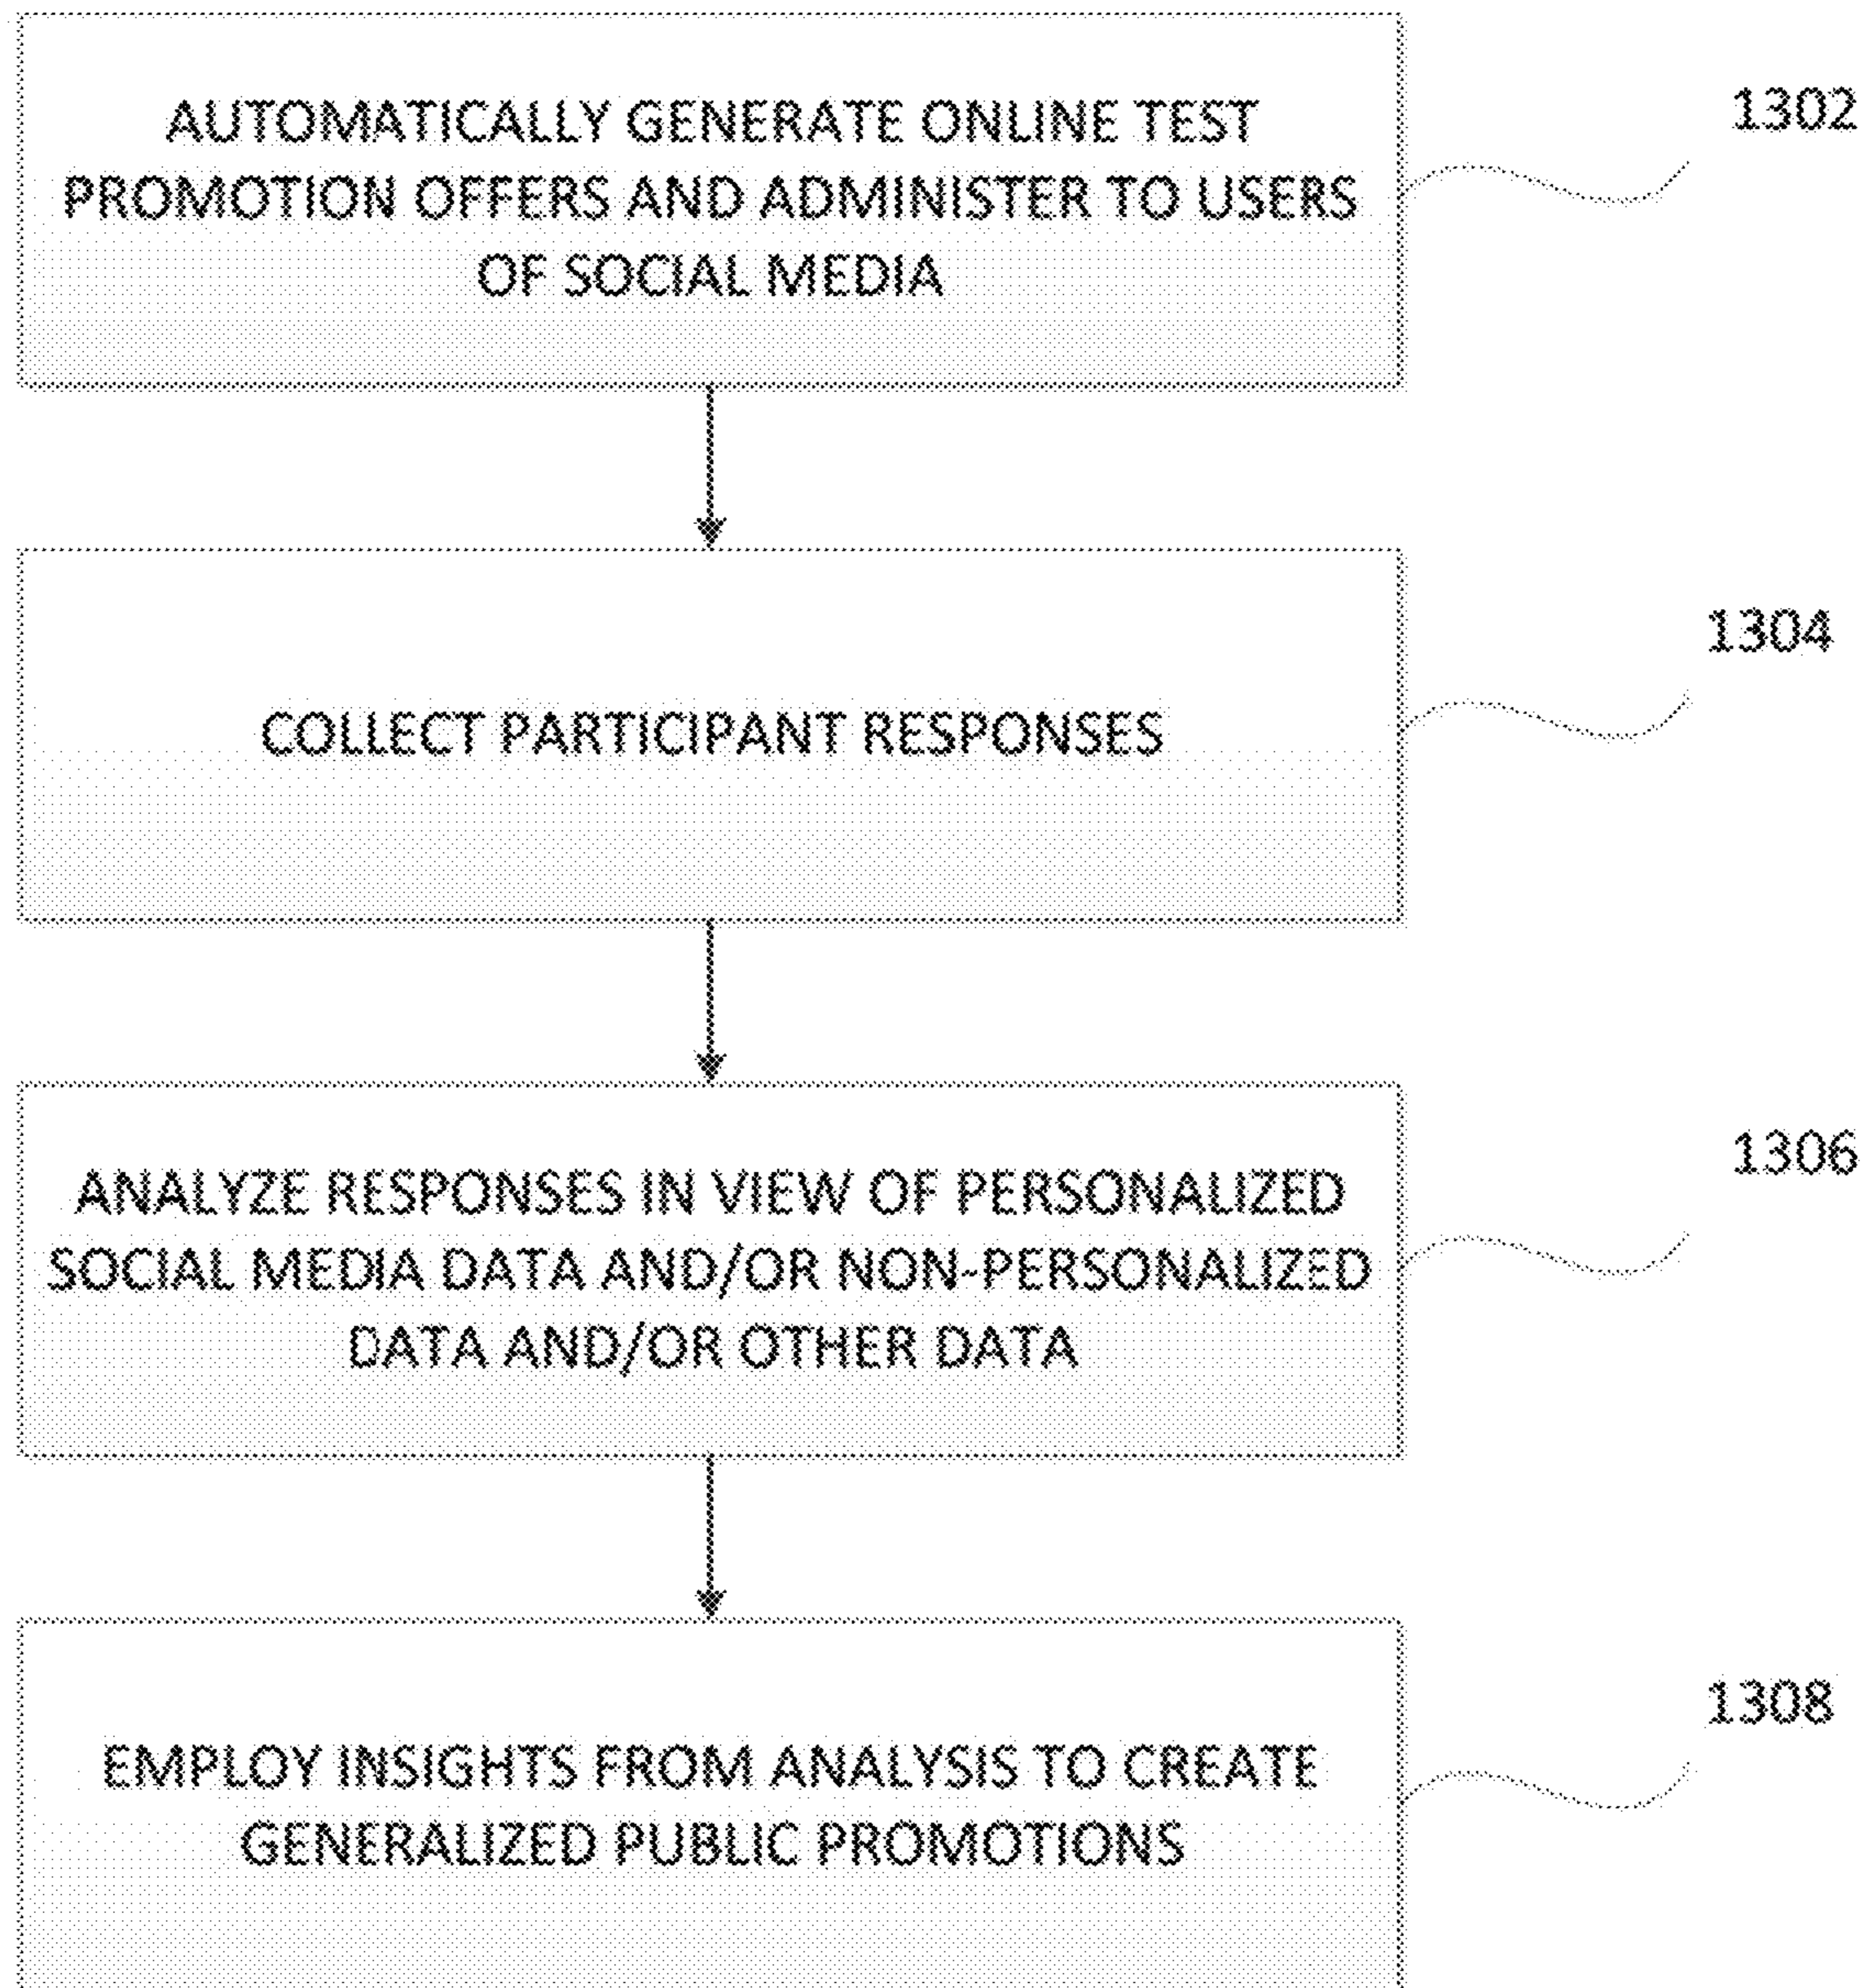 AUTOMATICALLY GENERATE ONLINE TEST
PROMOTION OFFERS AND ADMINISTER TO USERS
OF SOCIAL MEDIA
1302
COLLECT PARTICIPANT RESPONSES
1304
ANALYZE RESPONSES IN VIEW OF PERSONALIZED
SOCIAL MEDIA DATA AND/OR NON-PERSONALIZED
DATA AND/OR OTHER DATA
1306
EMPLOY INSIGHTS FROM ANALYSIS TO CREATE
GENERALIZED PUBLIC PROMOTIONS
1308